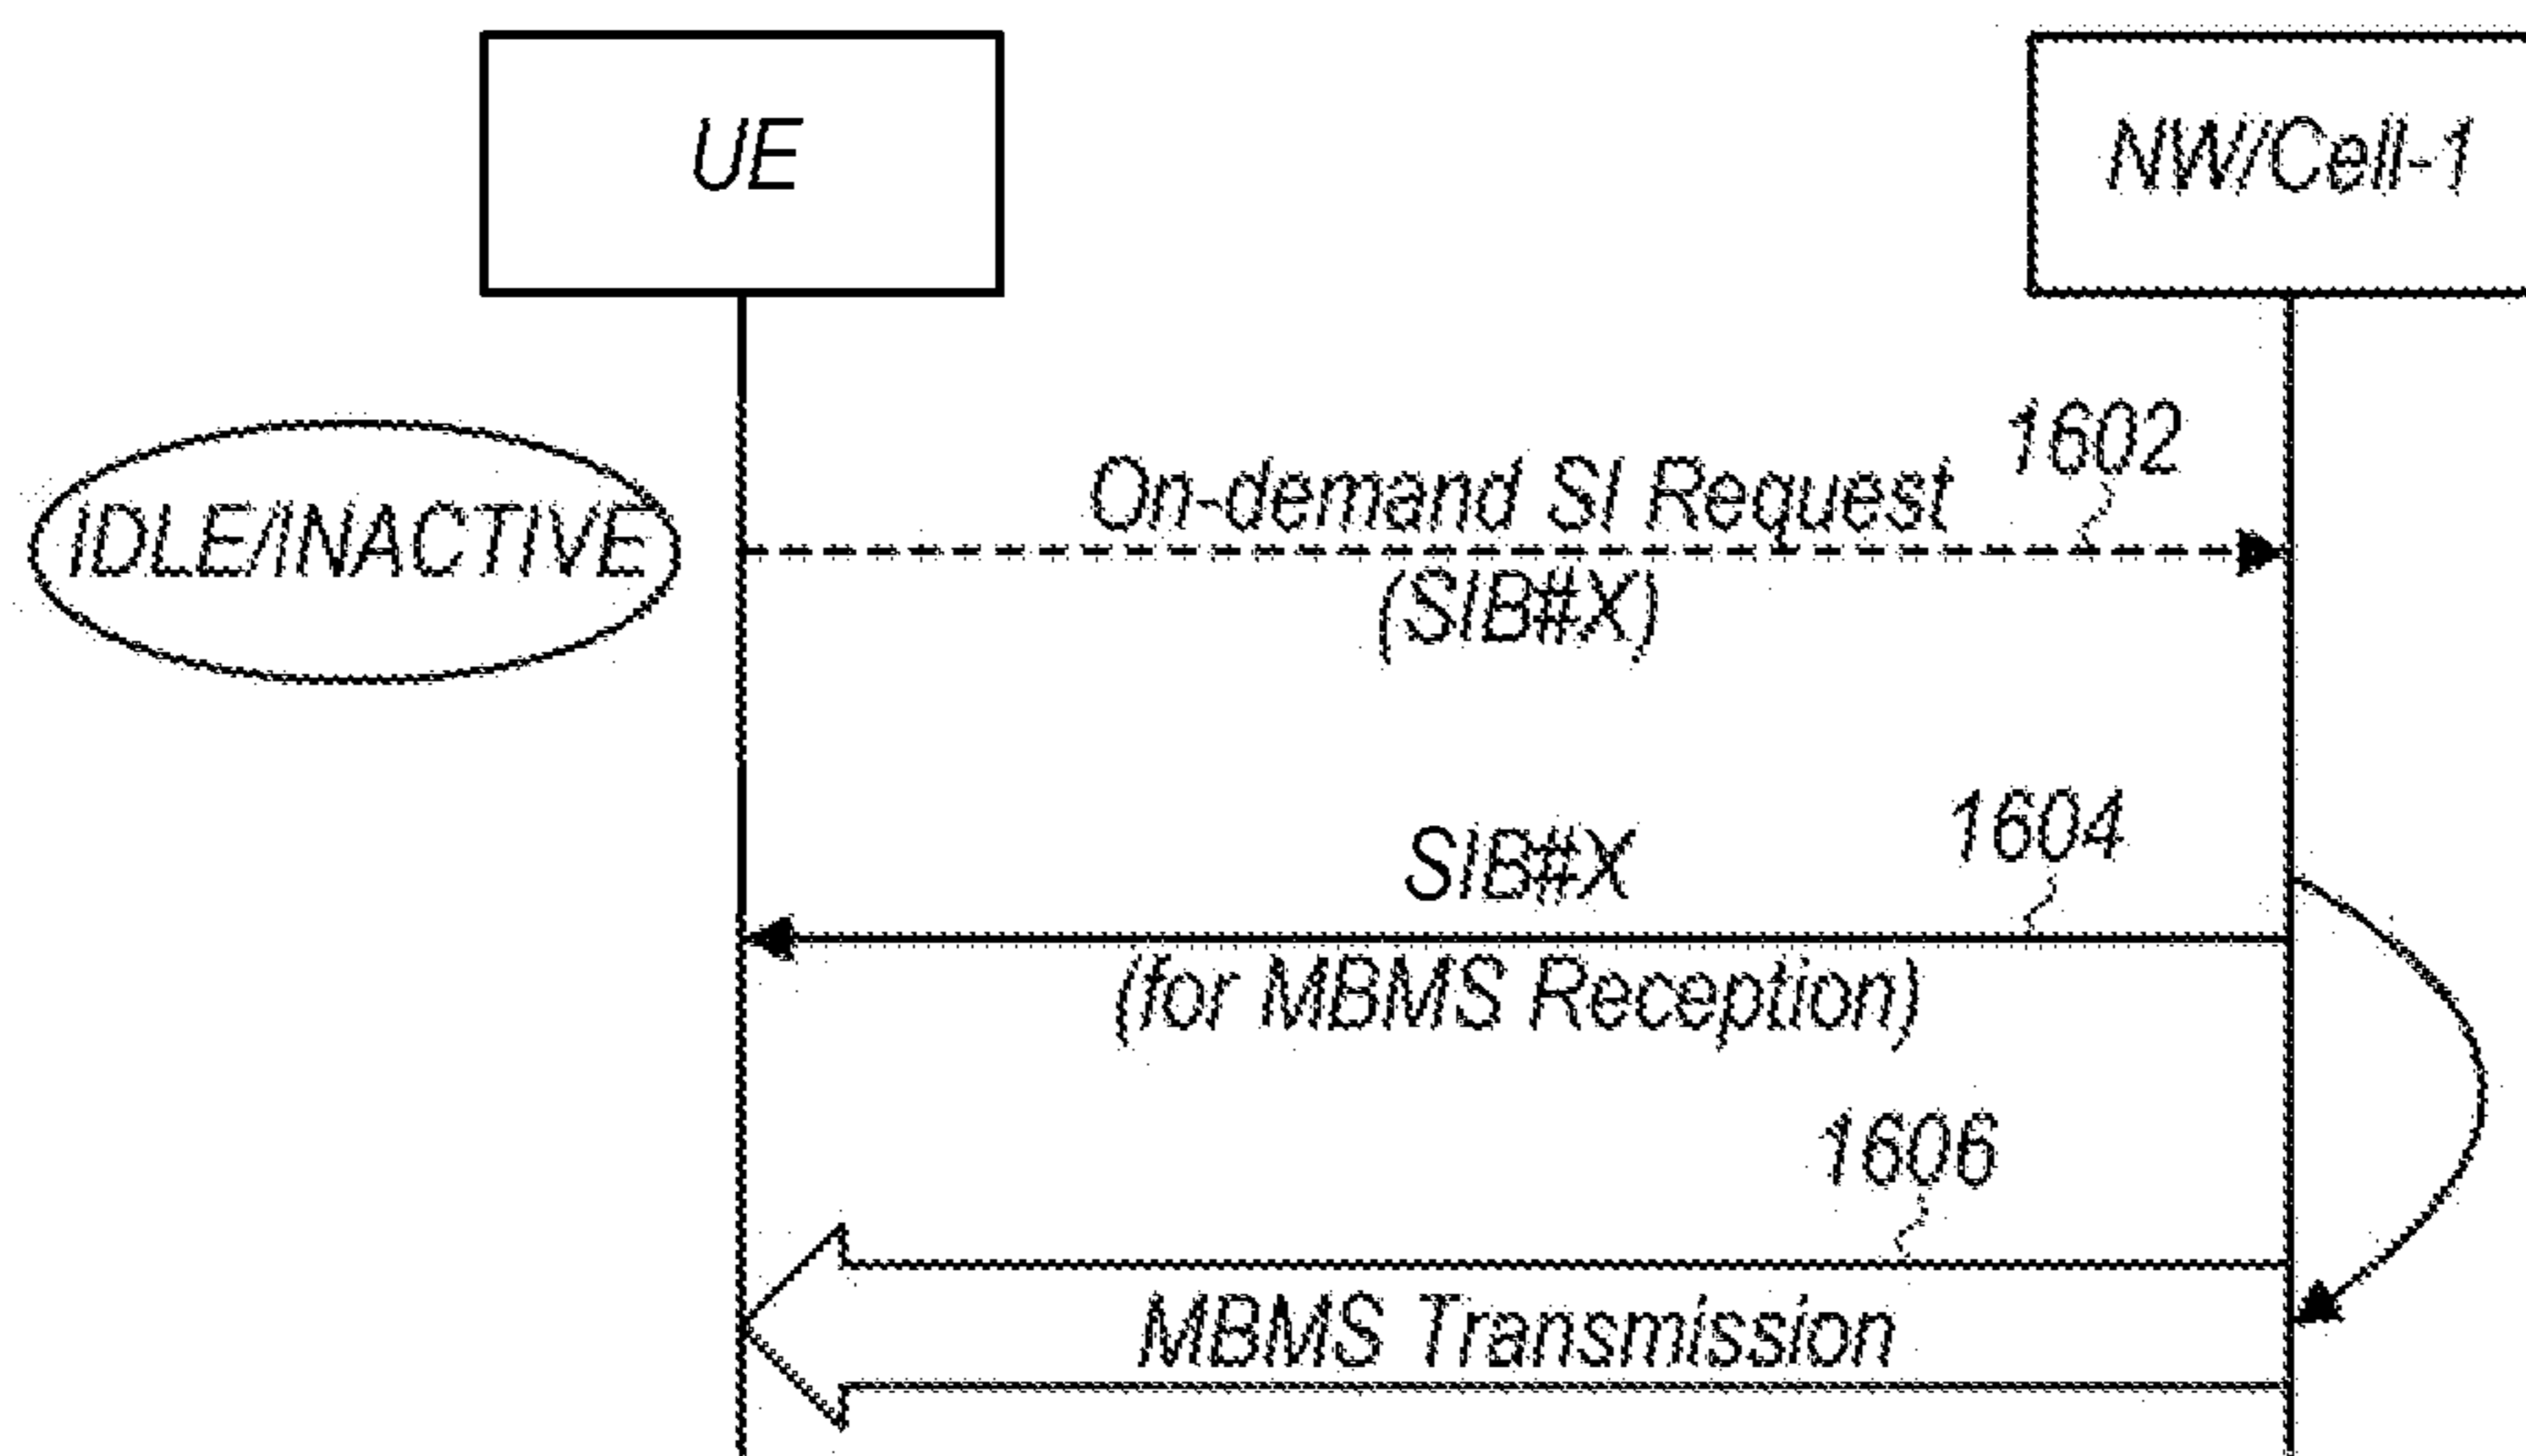 UE
NW/Cell-1
1602
On-demand SI Request
IDLE/INACTIVE
(SIB#X)
1604
SIB#X
(for MBMS Reception)
1606
MBMS Transmission